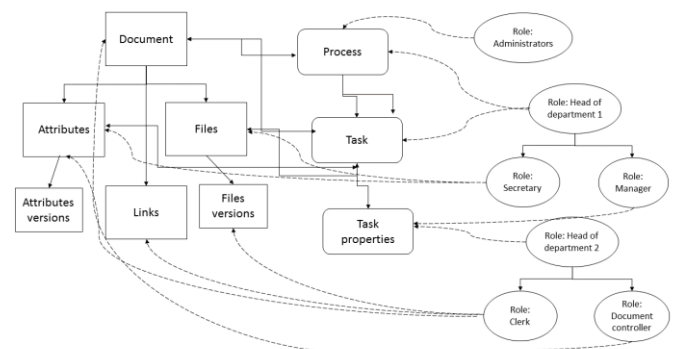 Document
Process
Role:
Administrators
Attributes
Files
Task
Role: Head of
department 1
Attributes
versions
Links
Files
versions
Task
properties
Role:
Secretary
Role:
Manager
Role: Head of
department 2
Role:
Clerk
Role:
Document
controller